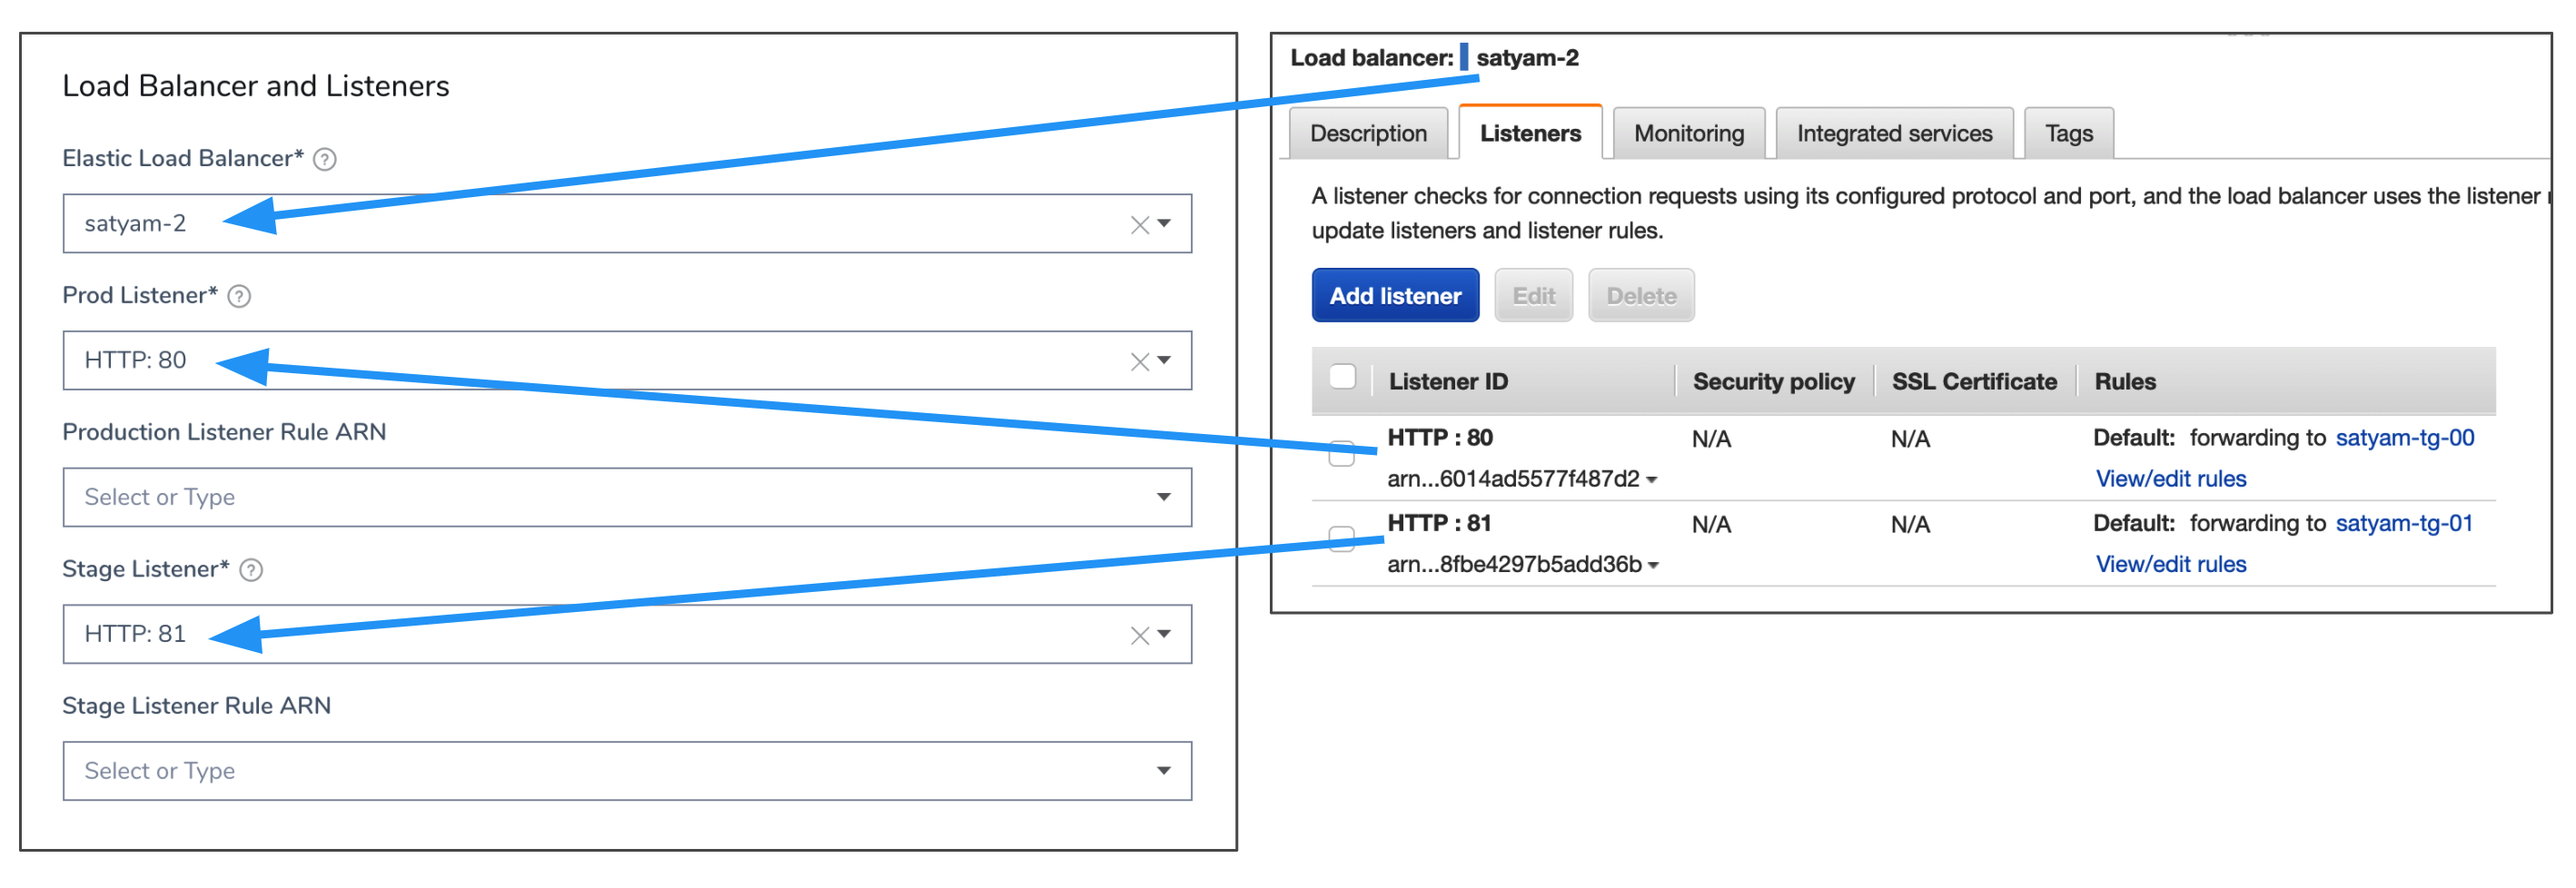 Load Balancer and Listeners
Elastic Load Balancer* ?
satyam-2
Prod Listener* ?
HTTP: 80
Production Listener Rule ARN
Select or Type
Stage Listener* ?
HTTP: 81
Stage Listener Rule ARN
Select or Type
Load balancer: satyam-2
Description Listeners Monitoring Integrated services Tags
A listener checks for connection requests using its configured protocol and port, and the load balancer uses the listener
update listeners and listener rules.
Add listener Edit Delete
Listener ID Security policy SSL Certificate Rules
HTTP : 80 N/A N/A Default: forwarding to satyam-tg-00
arn...6014ad5577f487d2 View/edit rules
HTTP : 81 N/A N/A Default: forwarding to satyam-tg-01
arn...8fbe4297b5add36b View/edit rules